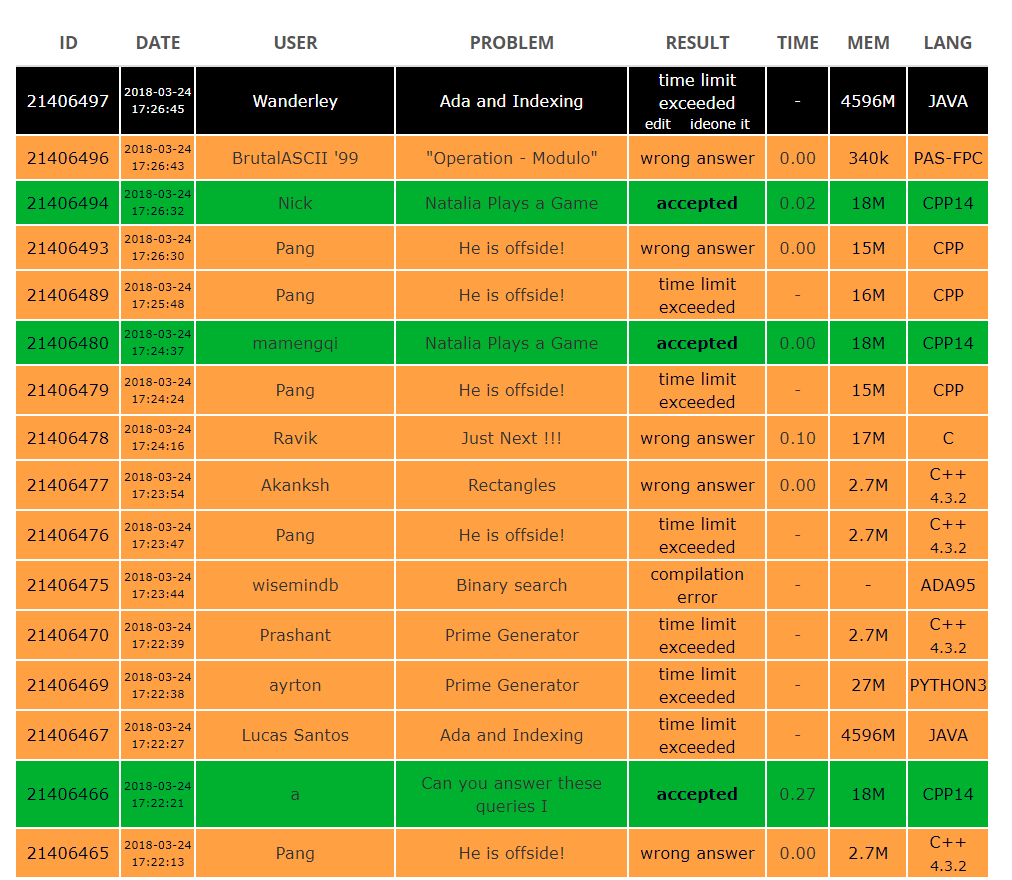 ID DATE USER PROBLEM RESULT TIME MEM LANG
21406497 2018-03-24 17:26:45 Wanderley Ada and Indexing time limit exceeded edit ideone it - 4596M JAVA
21406496 2018-03-24 17:26:43 BrutalASCII '99 "Operation - Modulo" wrong answer 0.00 340k PAS-FPC
21406494 2018-03-24 17:26:32 Nick Natalia Plays a Game accepted 0.02 18M CPP14
21406493 2018-03-24 17:26:30 Pang He is offside! wrong answer 0.00 15M CPP
21406489 2018-03-24 17:25:48 Pang He is offside! time limit exceeded - 16M CPP
21406480 2018-03-24 17:24:37 mamengqi Natalia Plays a Game accepted 0.00 18M CPP14
21406479 2018-03-24 17:24:24 Pang He is offside! time limit exceeded - 15M CPP
21406478 2018-03-24 17:24:16 Ravik Just Next !!! wrong answer 0.10 17M C
21406477 2018-03-24 17:23:54 Akanksh Rectangles wrong answer 0.00 2.7M C++ 4.3.2
21406476 2018-03-24 17:23:47 Pang He is offside! time limit exceeded - 2.7M C++ 4.3.2
21406475 2018-03-24 17:23:44 wisemindb Binary search compilation error - - ADA95
21406470 2018-03-24 17:22:39 Prashant Prime Generator time limit exceeded - 2.7M C++ 4.3.2
21406469 2018-03-24 17:22:38 ayrton Prime Generator time limit exceeded - 27M PYTHON3
21406467 2018-03-24 17:22:27 Lucas Santos Ada and Indexing time limit exceeded - 4596M JAVA
21406466 2018-03-24 17:22:21 a Can you answer these queries I accepted 0.27 18M CPP14
21406465 2018-03-24 17:22:13 Pang He is offside! wrong answer 0.00 2.7M C++ 4.3.2